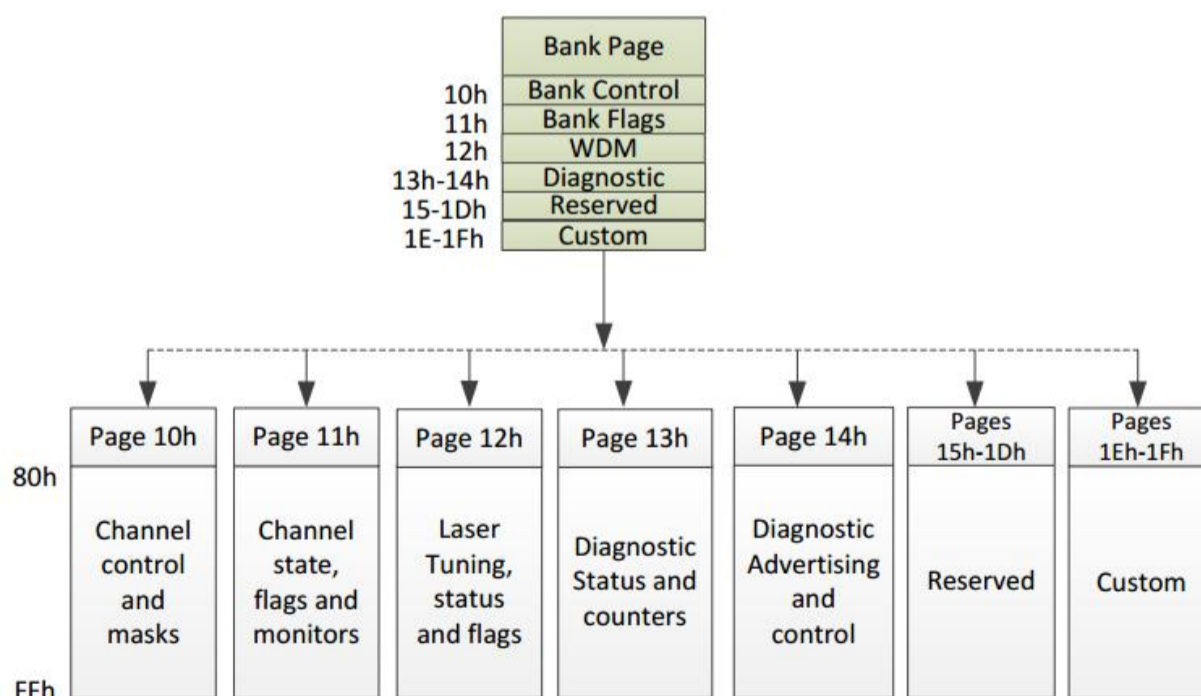 Bank Page
10h Bank Control
11h Bank Flags
12h WDM
13h-14h Diagnostic
15-1Dh Reserved
1E-1Fh Custom
Page 10h
Page 11h
Page 12h
Page 13h
Page 14h
Pages
15h-1Dh
Pages
1Eh-1Fh
80h
Channel
control
and
masks
Channel
state,
flags and
monitors
Laser
Tuning,
status
and flags
Diagnostic
Status and
counters
Diagnostic
Advertising
and
control
Reserved
Custom
FFh